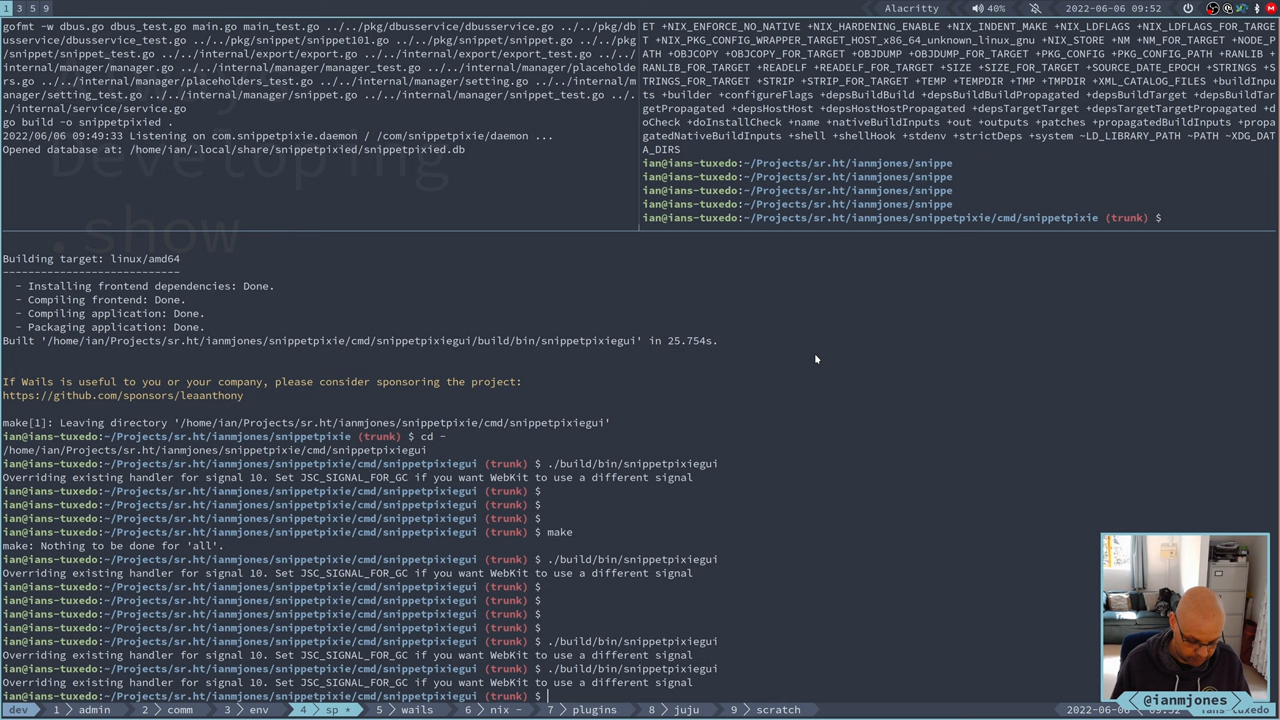 1 3 5 9
Alacritty
40%
2022-06-06 09:52
gofmt -w dbus.go dbus_test.go main.go main_test.go ../../pkg/dbusservice/service.go ../../pkg/db
usservice/dbusservice.go ../../pkg/snippet/export.go ../../pkg/snippet/placeholders.go ../../pkg
/snippet/snippet101.go ../../pkg/snippet/snippet.go ../../internal/export/export.go ../../
internal/manager/manager.go ../../internal/manager/manager_test.go ../../internal/manager/placeholde
rs.go ../../internal/manager/placeholders_test.go ../../internal/manager/setting.go ../../internal/m
anager/setting_test.go ../../internal/manager/snippet.go ../../internal/manager/snippet_test.go ../.
./internal/service/service.go
go build -o snippetpixied .
2022/06/06 09:49:33 Listening on com.snippetpixie.daemon / /com/snippetpixie/daemon ...
Opened database at: /home/ian/.local/share/snippetpixied/snippetpixied.db
Developing
.show
ET +NIX_ENFORCE_NO_NATIVE +NIX_HARDENING_ENABLE +NIX_INDENT_MAKE +NIX_LDFLAGS +NIX_LDFLAGS_FOR_TARGE
T +NIX_PKG_CONFIG_WRAPPER_TARGET_HOST_x86_64_unknown_linux_gnu +NIX_STORE +NM +NM_FOR_TARGET +NODE_P
ATH +OBJCOPY +OBJCOPY_FOR_TARGET +OBJDUMP +OBJDUMP_FOR_TARGET +PKG_CONFIG +PKG_CONFIG_FOR_TARGET +RANLIB +
RANLIB_FOR_TARGET +READELF +READELF_FOR_TARGET +SIZE +SIZE_FOR_TARGET +SOURCE_DATE_EPOCH +STRINGS +S
TRINGS_FOR_TARGET +STRIP +STRIP_FOR_TARGET +TEMP +TEMPDIR +TMP +TMPDIR +XML_CATALOG_FILES +buildInpu
ts +builder +configureFlags +depsBuildBuild +depsBuildBuildPropagated +depsBuildTarget +depsBuildTar
getPropagated +depsHostHost +depsHostHostPropagated +depsTargetTarget +depsTargetTargetPropagated +d
oCheck +doInstallCheck +name +nativeBuildInputs +out +outputs +patches +propagatedBuildInputs +propa
gatedNativeBuildInputs +shell +shellHook +stdenv +strictDeps +system ~LD_LIBRARY_PATH ~PATH ~XDG_DAT
A_DIRS
ian@ians-tuxedo:~/Projects/sr.ht/ianmjones/snippe
ian@ians-tuxedo:~/Projects/sr.ht/ianmjones/snippe
ian@ians-tuxedo:~/Projects/sr.ht/ianmjones/snippe
ian@ians-tuxedo:~/Projects/sr.ht/ianmjones/snippe
ian@ians-tuxedo:~/Projects/sr.ht/ianmjones/snippetpixie/cmd/snippetpixie (trunk) $
Building target: linux/amd64
---------------------------
- Installing frontend dependencies: Done.
- Compiling frontend: Done.
- Compiling application: Done.
- Packaging application: Done.
Built '/home/ian/Projects/sr.ht/ianmjones/snippetpixie/cmd/snippetpixiegui/build/bin/snippetpixiegui' in 25.754s.
If Wails is useful to you or your company, please consider sponsoring the project:
https://github.com/sponsors/leaanthony
make[1]: Leaving directory '/home/ian/Projects/sr.ht/ianmjones/snippetpixie/cmd/snippetpixiegui'
ian@ians-tuxedo:~/Projects/sr.ht/ianmjones/snippetpixie (trunk) $ cd -
/home/ian/Projects/sr.ht/ianmjones/snippetpixie/cmd/snippetpixiegui
ian@ians-tuxedo:~/Projects/sr.ht/ianmjones/snippetpixie/cmd/snippetpixiegui (trunk) $ ./build/bin/snippetpixiegui
Overriding existing handler for signal 10. Set JSC_SIGNAL_FOR_GC if you want WebKit to use a different signal
ian@ians-tuxedo:~/Projects/sr.ht/ianmjones/snippetpixie/cmd/snippetpixiegui (trunk) $
ian@ians-tuxedo:~/Projects/sr.ht/ianmjones/snippetpixie/cmd/snippetpixiegui (trunk) $
ian@ians-tuxedo:~/Projects/sr.ht/ianmjones/snippetpixie/cmd/snippetpixiegui (trunk) $
ian@ians-tuxedo:~/Projects/sr.ht/ianmjones/snippetpixie/cmd/snippetpixiegui (trunk) $ make
make: Nothing to be done for 'all'.
ian@ians-tuxedo:~/Projects/sr.ht/ianmjones/snippetpixie/cmd/snippetpixiegui (trunk) $ ./build/bin/snippetpixiegui
Overriding existing handler for signal 10. Set JSC_SIGNAL_FOR_GC if you want WebKit to use a different signal
ian@ians-tuxedo:~/Projects/sr.ht/ianmjones/snippetpixie/cmd/snippetpixiegui (trunk) $
ian@ians-tuxedo:~/Projects/sr.ht/ianmjones/snippetpixie/cmd/snippetpixiegui (trunk) $
ian@ians-tuxedo:~/Projects/sr.ht/ianmjones/snippetpixie/cmd/snippetpixiegui (trunk) $
ian@ians-tuxedo:~/Projects/sr.ht/ianmjones/snippetpixie/cmd/snippetpixiegui (trunk) $
ian@ians-tuxedo:~/Projects/sr.ht/ianmjones/snippetpixie/cmd/snippetpixiegui (trunk) $ ./build/bin/snippetpixiegui
Overriding existing handler for signal 10. Set JSC_SIGNAL_FOR_GC if you want WebKit to use a different signal
ian@ians-tuxedo:~/Projects/sr.ht/ianmjones/snippetpixie/cmd/snippetpixiegui (trunk) $ ./build/bin/snippetpixiegui
Overriding existing handler for signal 10. Set JSC_SIGNAL_FOR_GC if you want WebKit to use a different signal
ian@ians-tuxedo:~/Projects/sr.ht/ianmjones/snippetpixie/cmd/snippetpixiegui (trunk) $
@ianmjones
dev 1 admin 2 comm 3 env 4 sp * 5 wails 6 nix - 7 plugins 8 juju 9 scratch 2022-06-06 tuxedo